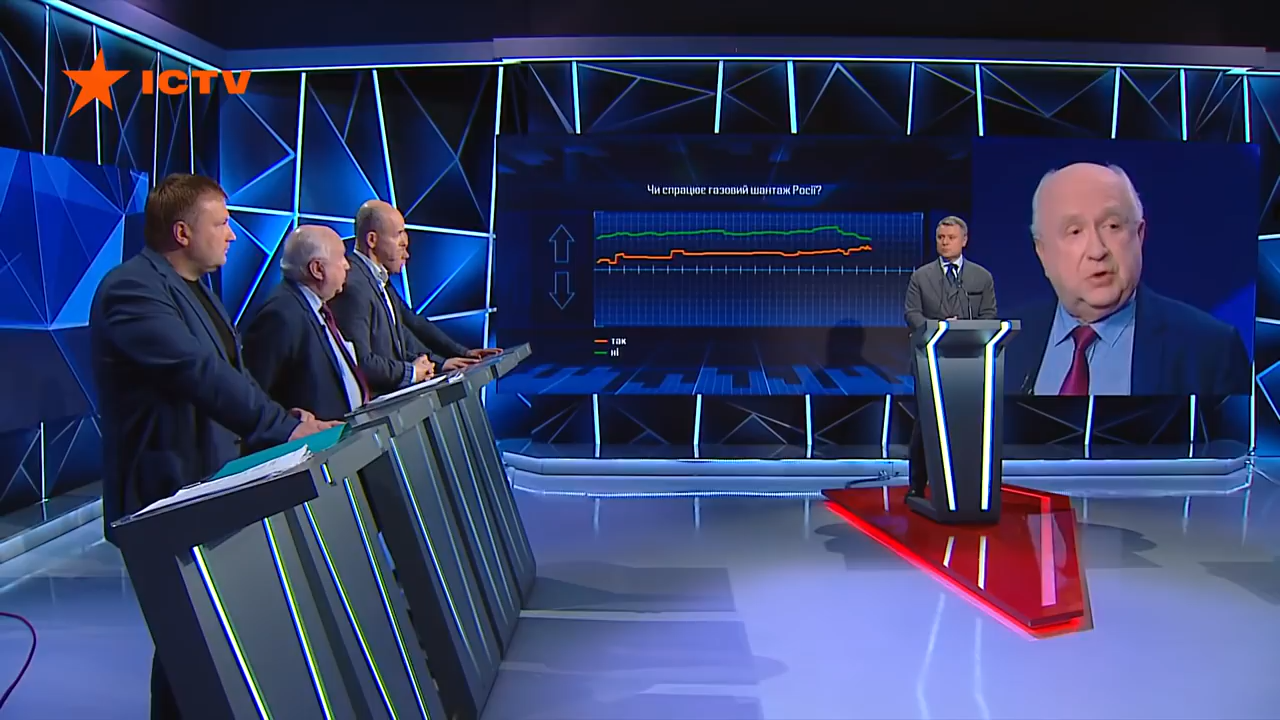 ICTV
Чи спрацює газовий шантаж Росії?
так
ні